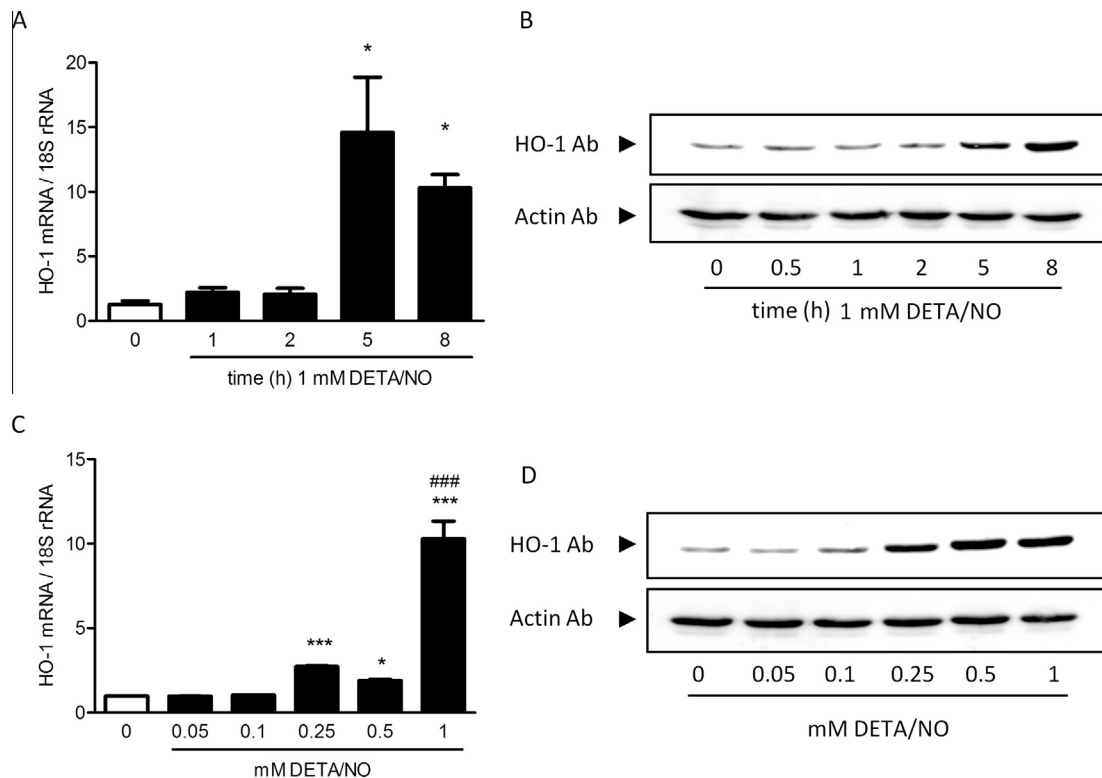 A
HO-1 mRNA / 18S rRNA
20
15
10
5
0
*
*
0 1 2 5 8
time (h) 1 mM DETA/NO
B
HO-1 Ab
Actin Ab
0 0.5 1 2 5 8
time (h) 1 mM DETA/NO
C
HO-1 mRNA / 18S rRNA
15
10
5
0
***
*
###
***
0 0.05 0.1 0.25 0.5 1
mM DETA/NO
D
HO-1 Ab
Actin Ab
0 0.05 0.1 0.25 0.5 1
mM DETA/NO